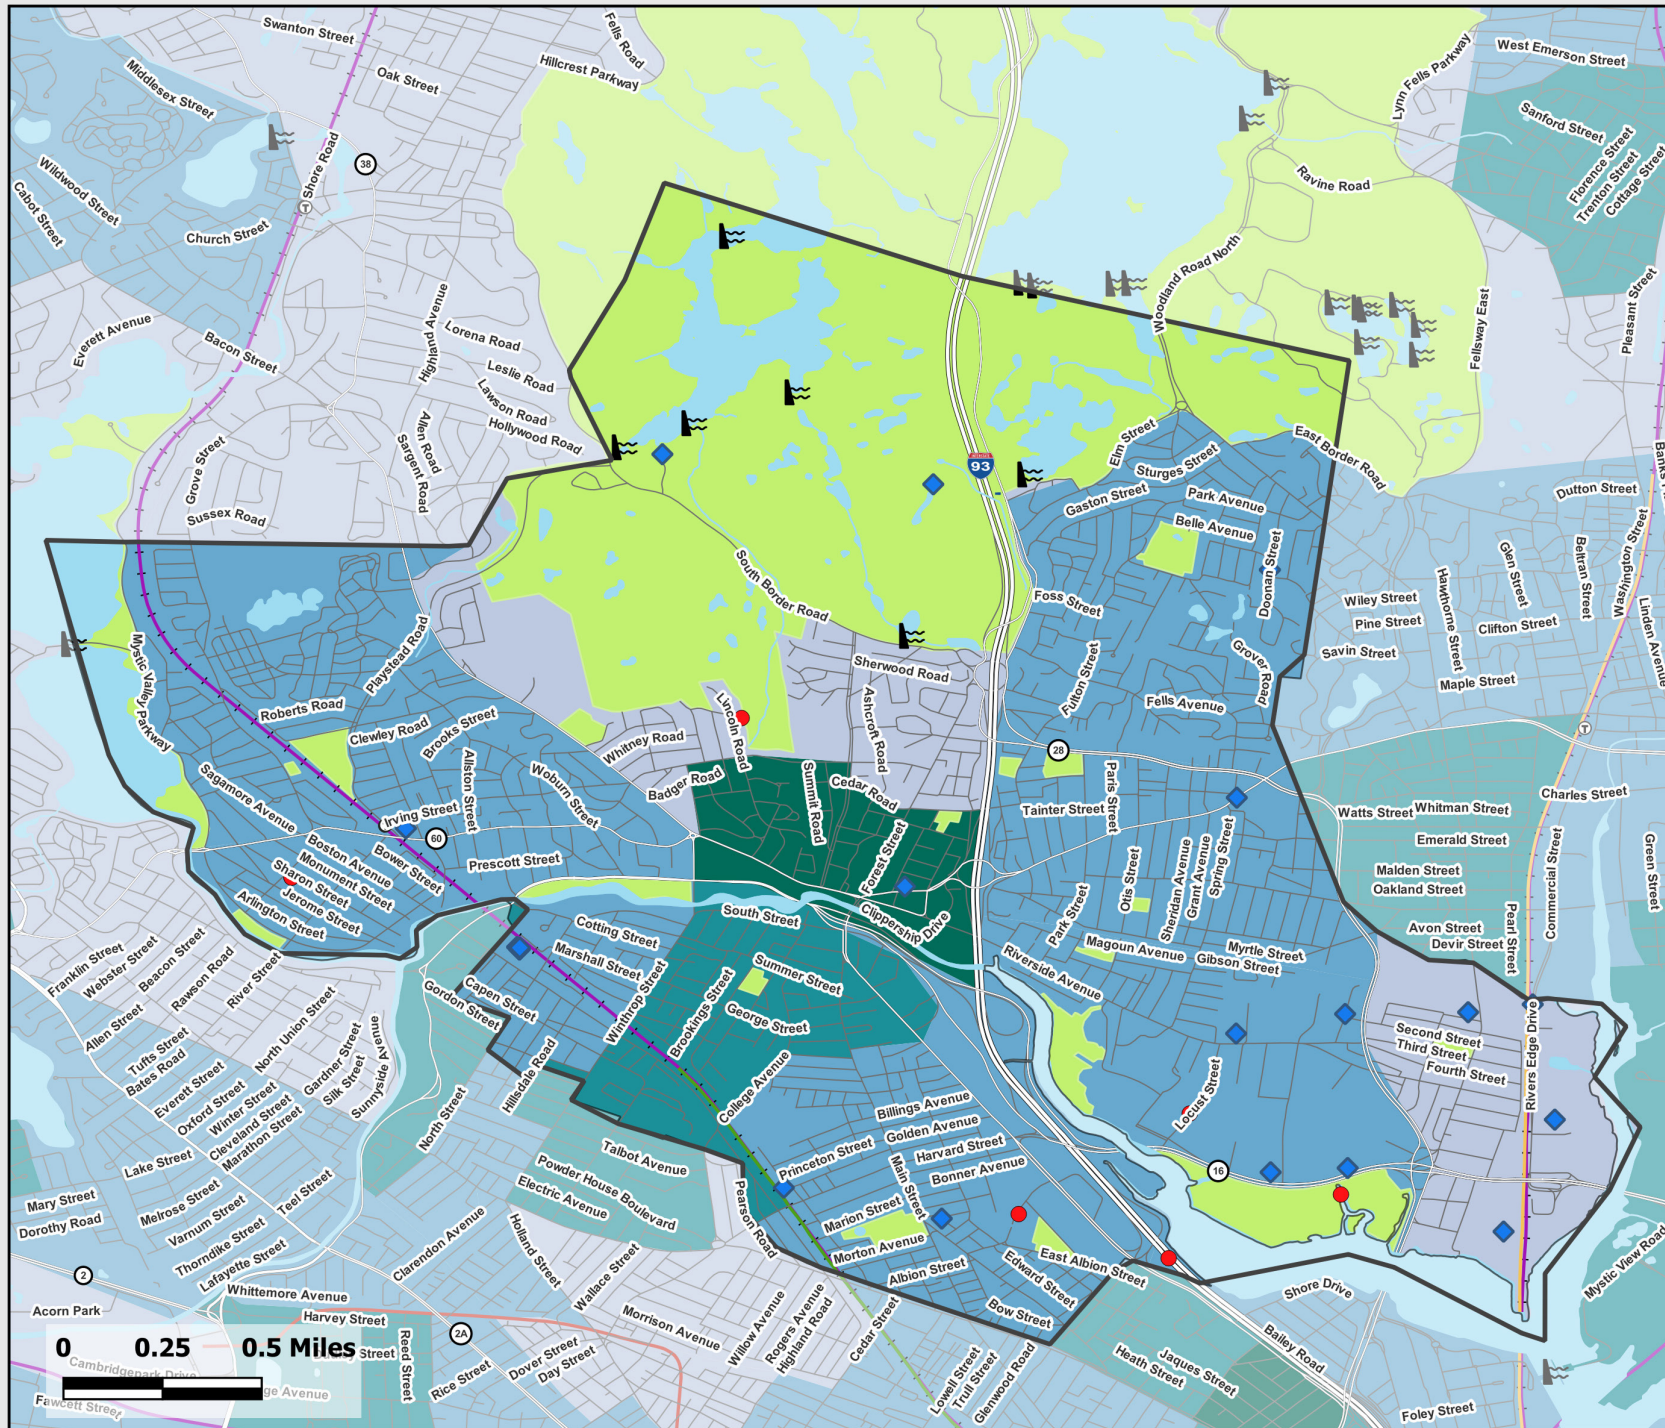 Swanton Street
Fells Road
Oak Street
Hillcrest Parkway
Middlesex Street
Lynn Fells Parkway
West Emerson Street
Sanford Street
Florence Street
Trenton Street
Cottage Street
Shore Road
38
T
Wildwood Street
Cabot Street
Church Street
Ravine Road
Woodland Road North
Fellsway East
Pleasant Street
Everett Avenue
Bacon Street
Highland Avenue
Lorena Road
Leslie Road
Lawson Road
Hollywood Road
Allen Road
Sargent Road
Grove Street
Sussex Road
93
Elm Street
Sturges Street
East Border Road
Gaston Street
Park Avenue
Belle Avenue
Doonan Street
Dutton Street
Glen Street
Beltran Street
Washington Street
Hawthorne Street
Linden Avenue
Wiley Street
Pine Street
Clifton Street
Savin Street
Maple Street
South Border Road
Foss Street
Fulton Street
Grover Road
Fells Avenue
Sherwood Road
Ashcroft Road
Lincoln Road
Whitney Road
Badger Road
Summit Road
Cedar Road
Mystic Valley Parkway
Playstead Road
Roberts Road
Clewley Road
Brooks Street
Allston Street
Woburn Street
Sagamore Avenue
Irving Street
60
Boston Avenue
Monument Street
Bower Street
Sharon Street
Jerome Street
Arlington Street
Prescott Street
28
T
Tainter Street
Paris Street
Charles Street
Watts Street
Whitman Street
Emerald Street
Malden Street
Oakland Street
Commercial Street
Green Street
Pearl Street
Avon Street
Devir Street
Forest Street
Clippership Drive
South Street
Park Street
Otis Street
Sheridan Avenue
Grant Avenue
Spring Street
Magoun Avenue
Myrtle Street
Gibson Street
Riverside Avenue
Cotting Street
Marshall Street
Capen Street
Gordon Street
Winthrop Street
Summer Street
Brookings Street
George Street
College Avenue
Hillsdale Road
Franklin Street
Webster Street
Beacon Street
Rawson Road
River Street
Allen Street
North Union Street
Tufts Street
Bates Road
Gardner Street
Silk Street
Sunnyside Avenue
Everett Street
Oxford Street
Winter Street
Cleveland Street
Marathon Street
North Street
Lake Street
Teel Street
Mary Street
Dorothy Road
Melrose Street
Varnum Street
Thorndike Street
Lafayette Street
Talbot Avenue
Powder House Boulevard
Electric Avenue
Pearson Road
Holland Street
Wallace Street
Clarendon Avenue
Billings Avenue
Golden Avenue
Harvard Street
Princeton Street
Main Street
Bonner Avenue
Marion Street
Morton Avenue
Albion Street
Edward Street
East Albion Street
Bow Street
Locust Street
16
Second Street
Third Street
Fourth Street
Rivers Edge Drive
Shore Drive
Mystic View Road
2
Acorn Park
Whittemore Avenue
Harvey Street
2A
Reed Street
Rice Street
Dover Street
Day Street
Morrison Avenue
Willow Avenue
Rogers Avenue
Highland Road
Cedar Street
Lowell Street
Trull Street
Glenwood Road
Heath Street
Jaques Street
Bailey Road
Foley Street
0 0.25 0.5 Miles
Cambridgepark Drive
Fawcett Street